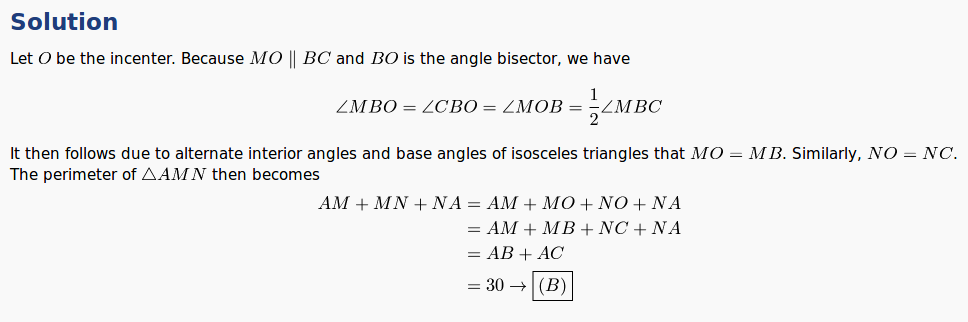 Solution
Let O be the incenter. Because MO ∥ BC and BO is the angle bisector, we have
∠MBO = ∠CBO = ∠MOB = 1/2 ∠MBC
It then follows due to alternate interior angles and base angles of isosceles triangles that MO = MB. Similarly, NO = NC.
The perimeter of △AMN then becomes
AM + MN + NA = AM + MO + NO + NA
= AM + MB + NC + NA
= AB + AC
= 30 → (B)